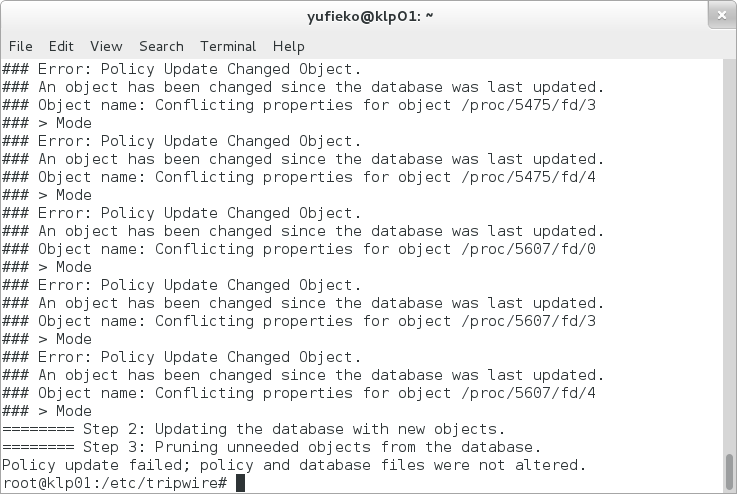 yufieko@klp01: ~
×
File Edit View Search Terminal Help
### Error: Policy Update Changed Object.
### An object has been changed since the database was last updated.
### Object name: Conflicting properties for object /proc/5475/fd/3
### > Mode
### Error: Policy Update Changed Object.
### An object has been changed since the database was last updated.
### Object name: Conflicting properties for object /proc/5475/fd/4
### > Mode
### Error: Policy Update Changed Object.
### An object has been changed since the database was last updated.
### Object name: Conflicting properties for object /proc/5607/fd/0
### > Mode
### Error: Policy Update Changed Object.
### An object has been changed since the database was last updated.
### Object name: Conflicting properties for object /proc/5607/fd/3
### > Mode
### Error: Policy Update Changed Object.
### An object has been changed since the database was last updated.
### Object name: Conflicting properties for object /proc/5607/fd/4
### > Mode
======== Step 2: Updating the database with new objects.
======== Step 3: Pruning unneeded objects from the database.
Policy update failed; policy and database files were not altered.
root@klp01:/etc/tripwire#